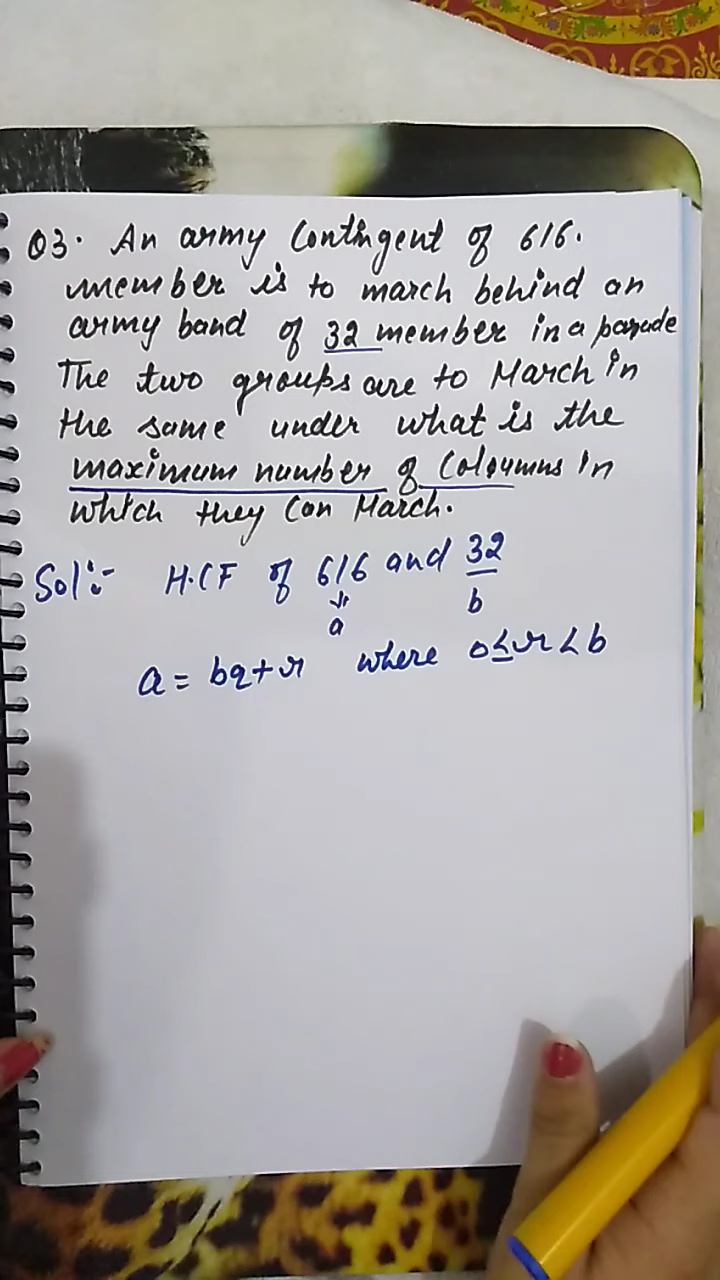 Q3. An army Contingent of 616.
member is to march behind an
army band of 32 member in a parade
The two groups are to March in
the same under what is the
maximum number of Coloumns in
which they Can March.
Sol:- H.CF of 616 and 32
a b
a = bq+r where 0≤r<b